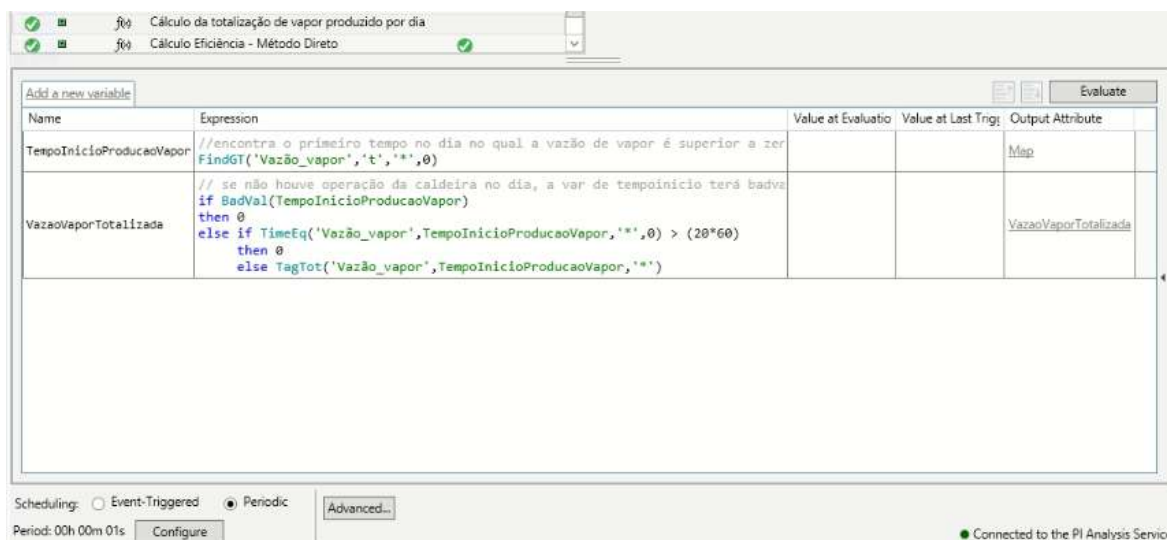 f(x) Cálculo da totalização de vapor produzido por dia
f(x) Cálculo Eficiência - Método Direto
Add a new variable
Evaluate
Name Expression Value at Evaluatio Value at Last Trigg Output Attribute
TempoInicioProducaoVapor
//encontra o primeiro tempo no dia no qual a vazão de vapor é superior a zer
FindGT('Vazão_vapor','t','*',0)
Map
VazaoVaporTotalizada
// se não houve operação da caldeira no dia, a var de tempoinicio terá badva
if BadVal(TempoInicioProducaoVapor)
then 0
else if TimeEq('Vazão_vapor',TempoInicioProducaoVapor,'*',0) > (20*60)
then 0
else TagTot('Vazão_vapor',TempoInicioProducaoVapor,'*')
VazaoVaporTotalizada
Scheduling: Event-Triggered Periodic Advanced...
Period: 00h 00m 01s Configure
Connected to the PI Analysis Service